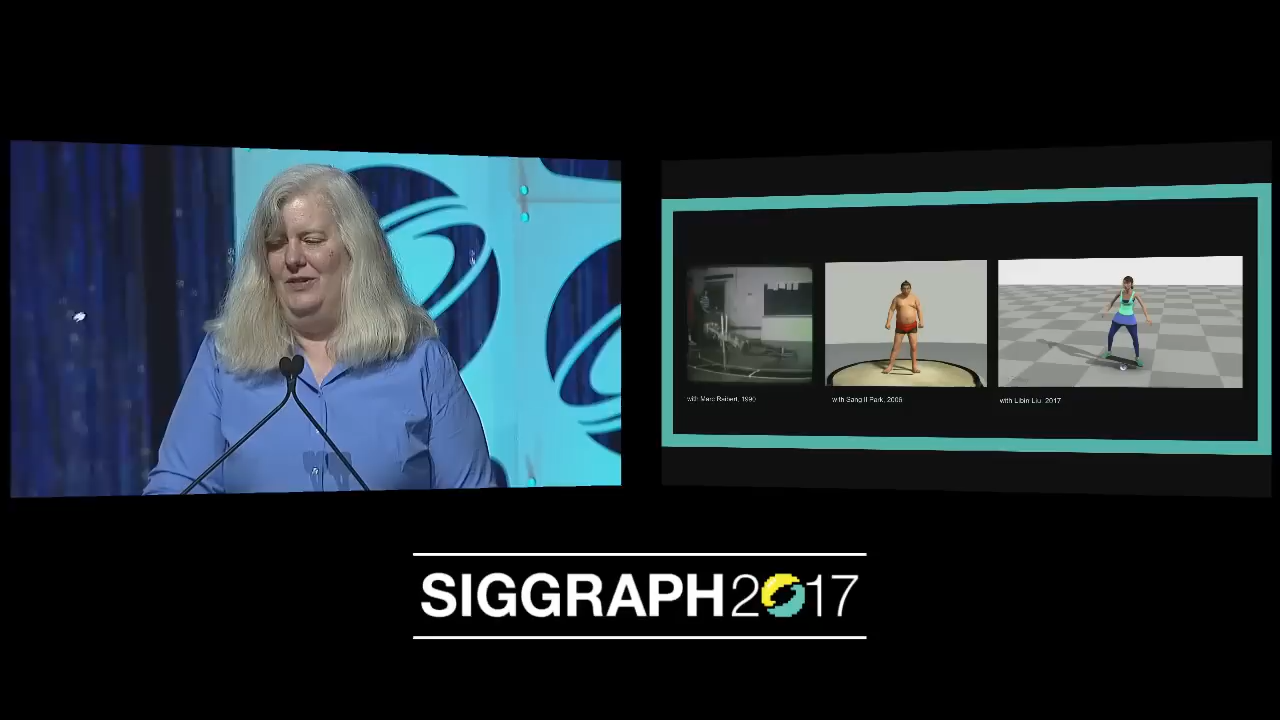 with Marc Raibert, 1990
with Sang Il Park, 2006
with Libin Liu, 2017
SIGGRAPH2017